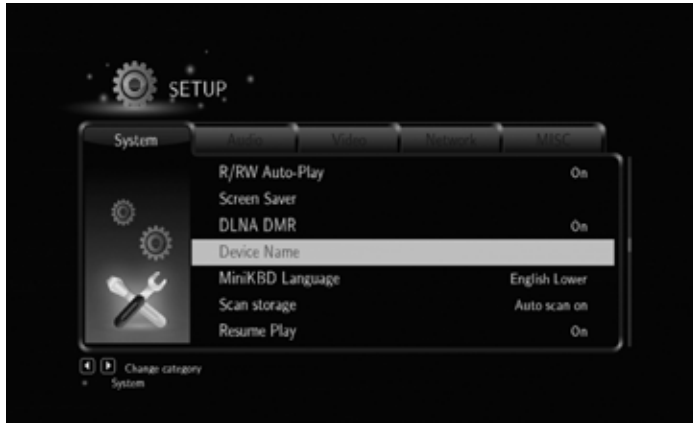 SETUP
System Audio Video Network MISC
R/RW Auto-Play On
Screen Saver
DLNA DMR On
Device Name
MiniKBD Language English Lower
Scan storage Auto scan on
Resume Play On
Change category
System